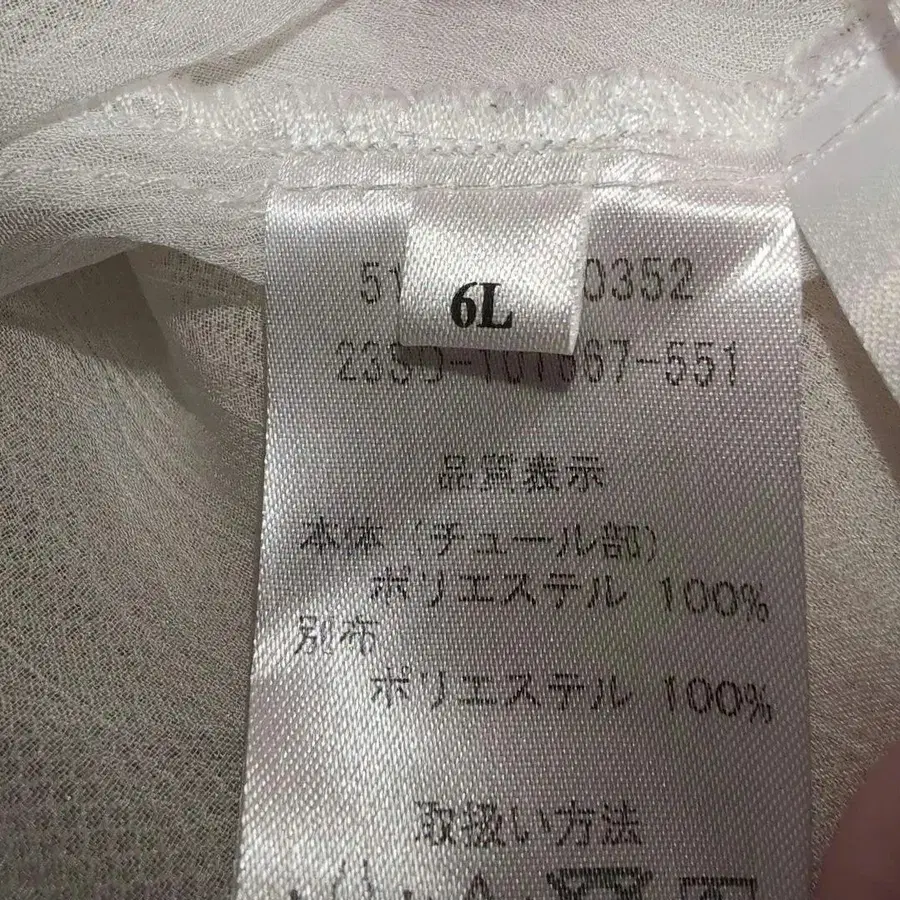 6L
0352
品質表示
本体(チュール部)
ポリエステル 100%
別布
ポリエステル 100%
取扱い方法